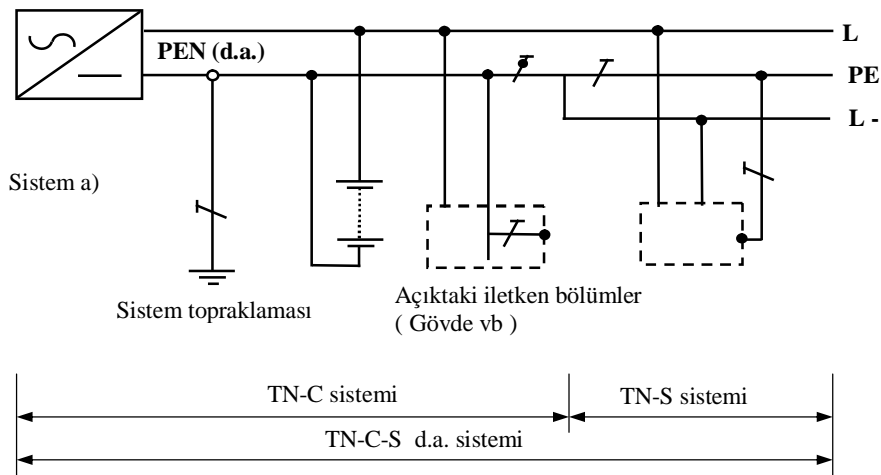 L
PEN (d.a.)
PE
L -
Sistem a)
Sistem topraklaması
Açıktaki iletken bölümler
( Gövde vb )
TN-C sistemi
TN-S sistemi
TN-C-S d.a. sistemi